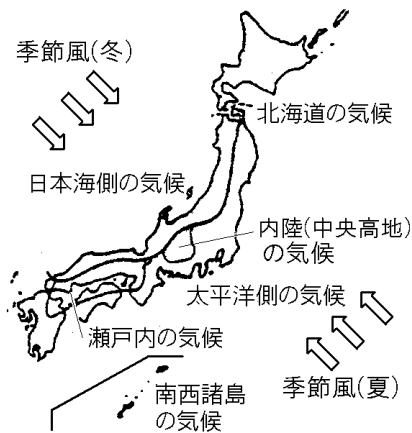 季節風(冬)
北海道の気候
日本海側の気候
内陸(中央高地)
の気候
太平洋側の気候
瀬戸内の気候
季節風(夏)
南西諸島
の気候